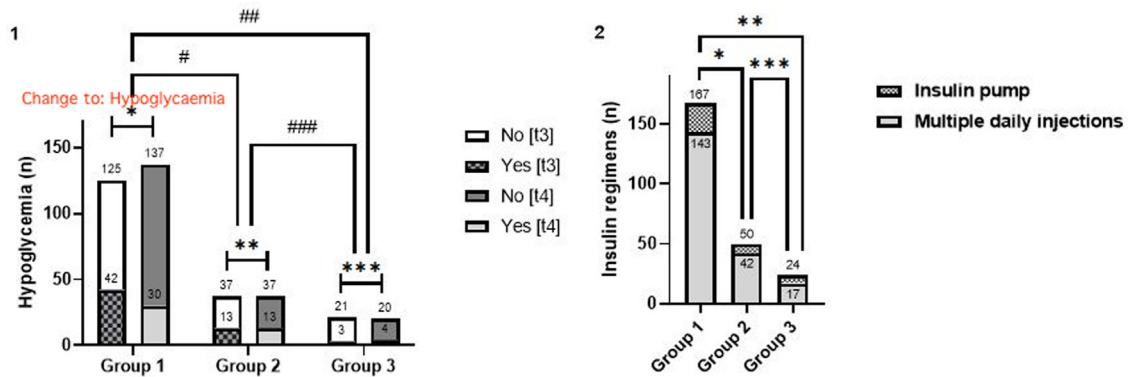 1
##
#
Change to: Hypoglycaemia
*
###
**
***
Hypoglycemia (n)
150
100
50
0
125
137
42
30
37
37
13
13
21
20
3
4
Group 1
Group 2
Group 3
No [t3]
Yes [t3]
No [t4]
Yes [t4]
2
**
*
***
Insulin regimens (n)
150
100
50
0
167
143
50
42
24
17
Group 1
Group 2
Group 3
Insulin pump
Multiple daily injections